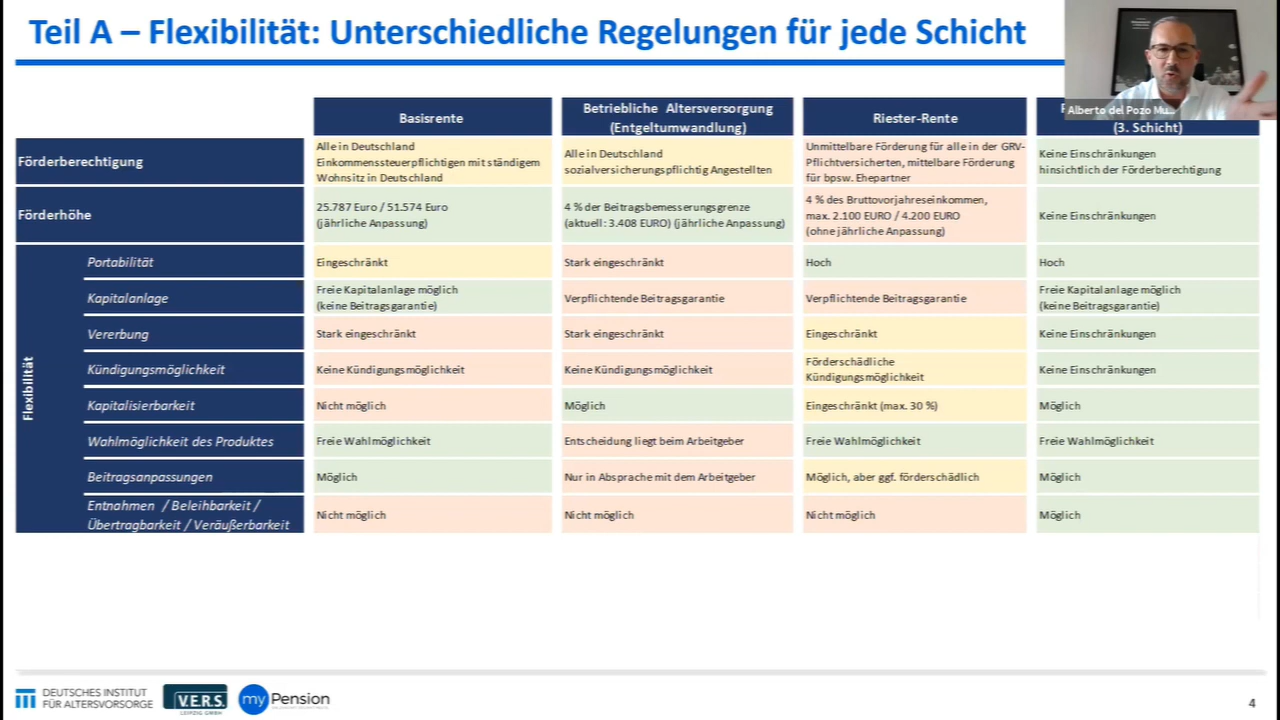 Teil A – Flexibilität: Unterschiedliche Regelungen für jede Schicht
Alberto del Pozo Mu...
Basisrente
Betriebliche Altersversorgung
(Entgeltumwandlung)
Riester-Rente
(3. Schicht)
Förderberechtigung
Alle in Deutschland
Einkommenssteuerpflichtigen mit ständigem
Wohnsitz in Deutschland
Alle in Deutschland
sozialversicherungspflichtig Angestellten
Unmittelbare Förderung für alle in der GRV-
Pflichtversicherten, mittelbare Förderung
für bpsw. Ehepartner
Keine Einschränkungen
hinsichtlich der Förderberechtigung
Förderhöhe
25.787 Euro / 51.574 Euro
(jährliche Anpassung)
4 % der Beitragsbemessungsgrenze
(aktuell: 3.408 EURO) (jährliche Anpassung)
4 % des Bruttovorjahreseinkommen,
max. 2.100 EURO / 4.200 EURO
(ohne jährliche Anpassung)
Keine Einschränkungen
Flexibilität
Portabilität
Eingeschränkt
Stark eingeschränkt
Hoch
Hoch
Kapitalanlage
Freie Kapitalanlage möglich
(keine Beitragsgarantie)
Verpflichtende Beitragsgarantie
Verpflichtende Beitragsgarantie
Freie Kapitalanlage möglich
(keine Beitragsgarantie)
Vererbung
Stark eingeschränkt
Stark eingeschränkt
Eingeschränkt
Keine Einschränkungen
Kündigungsmöglichkeit
Keine Kündigungsmöglichkeit
Keine Kündigungsmöglichkeit
Förderschädliche
Kündigungsmöglichkeit
Keine Einschränkungen
Kapitalisierbarkeit
Nicht möglich
Möglich
Eingeschränkt (max. 30 %)
Möglich
Wahlmöglichkeit des Produktes
Freie Wahlmöglichkeit
Entscheidung liegt beim Arbeitgeber
Freie Wahlmöglichkeit
Freie Wahlmöglichkeit
Beitragsanpassungen
Möglich
Nur in Absprache mit dem Arbeitgeber
Möglich, aber ggf. förderschädlich
Möglich
Entnahmen / Beleihbarkeit /
Übertragbarkeit / Veräußerbarkeit
Nicht möglich
Nicht möglich
Nicht möglich
Möglich
DEUTSCHES INSTITUT
FÜR ALTERSVORSORGE
V.E.R.S.
LEIPZIG GMBH
myPension
4